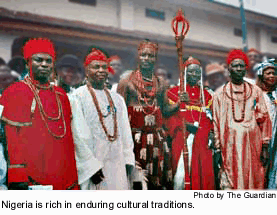 Photo by The Guardian
Nigeria is rich in enduring cultural traditions.